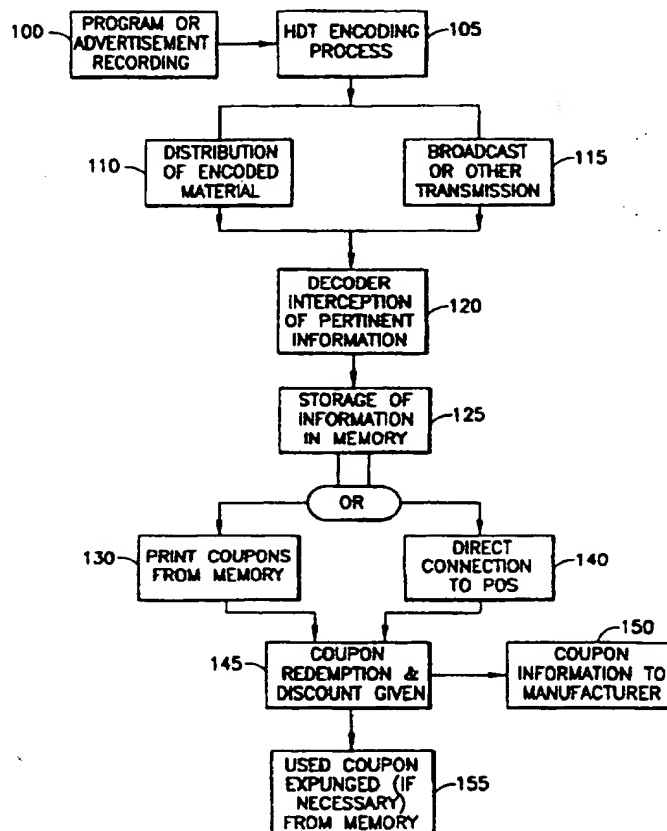 100
PROGRAM OR
ADVERTISEMENT
RECORDING
HDT ENCODING
PROCESS
105
110
DISTRIBUTION
OF ENCODED
MATERIAL
BROADCAST
OR OTHER
TRANSMISSION
115
DECODER
INTERCEPTION
OF PERTINENT
INFORMATION
120
STORAGE OF
INFORMATION
IN MEMORY
125
OR
130
PRINT COUPONS
FROM MEMORY
DIRECT
CONNECTION
TO POS
140
145
COUPON
REDEMPTION &
DISCOUNT GIVEN
150
COUPON
INFORMATION TO
MANUFACTURER
USED COUPON
EXPUNGED (IF
NECESSARY)
FROM MEMORY
155